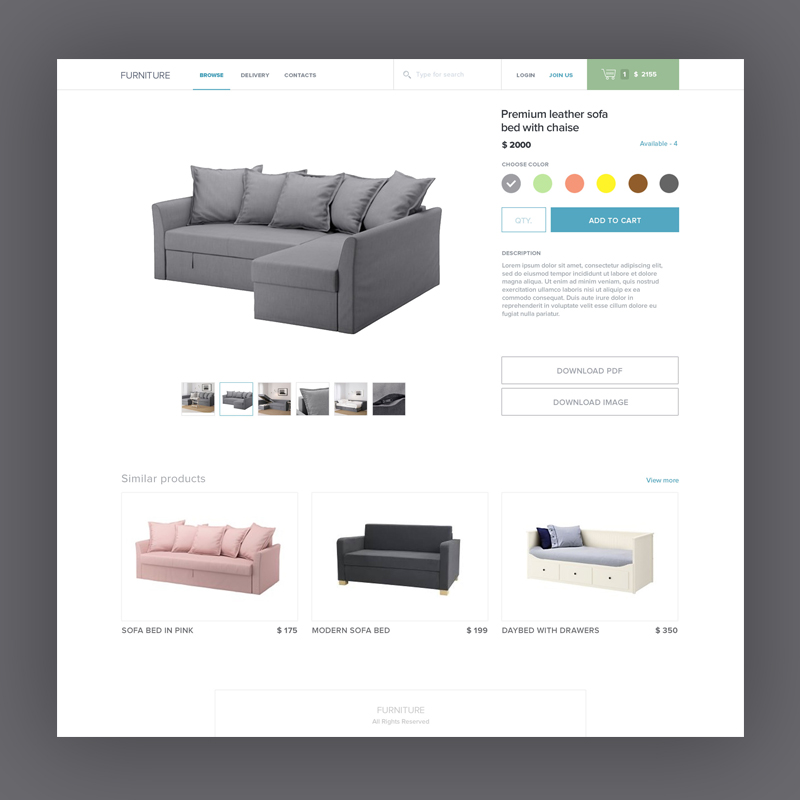 FURNITURE
BROWSE
DELIVERY
CONTACTS
Type for search
LOGIN
JOIN US
1
$ 2155
Premium leather sofa
bed with chaise
$ 2000
Available - 4
CHOOSE COLOR
QTY.
ADD TO CART
DESCRIPTION
Lorem ipsum dolor sit amet, consectetur adipiscing elit,
sed do eiusmod tempor incididunt ut labore et dolore
magna aliqua. Ut enim ad minim veniam, quis nostrud
exercitation ullamco laboris nisi ut aliquip ex ea
commodo consequat. Duis aute irure dolor in
reprehenderit in voluptate velit esse cillum dolore eu
fugiat nulla pariatur.
DOWNLOAD PDF
DOWNLOAD IMAGE
Similar products
View more
SOFA BED IN PINK
$ 175
MODERN SOFA BED
$ 199
DAYBED WITH DRAWERS
$ 350
FURNITURE
All Rights Reserved